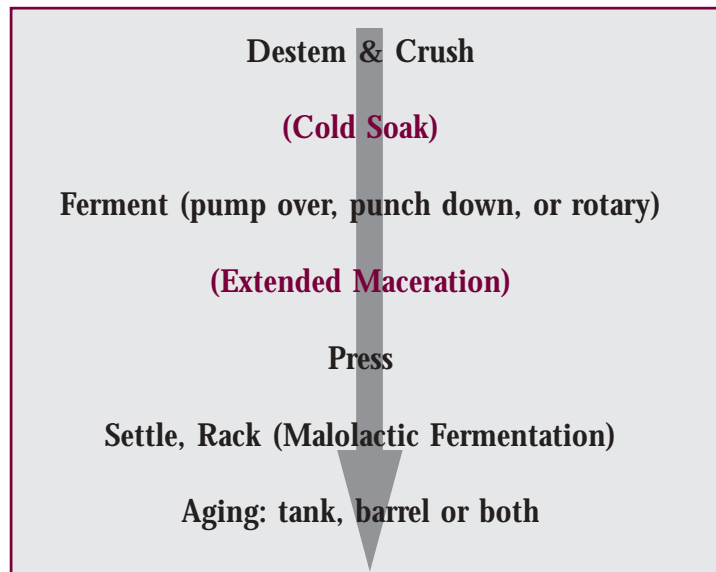 Destem & Crush
(Cold Soak)
Ferment (pump over, punch down, or rotary)
(Extended Maceration)
Press
Settle, Rack (Malolactic Fermentation)
Aging: tank, barrel or both